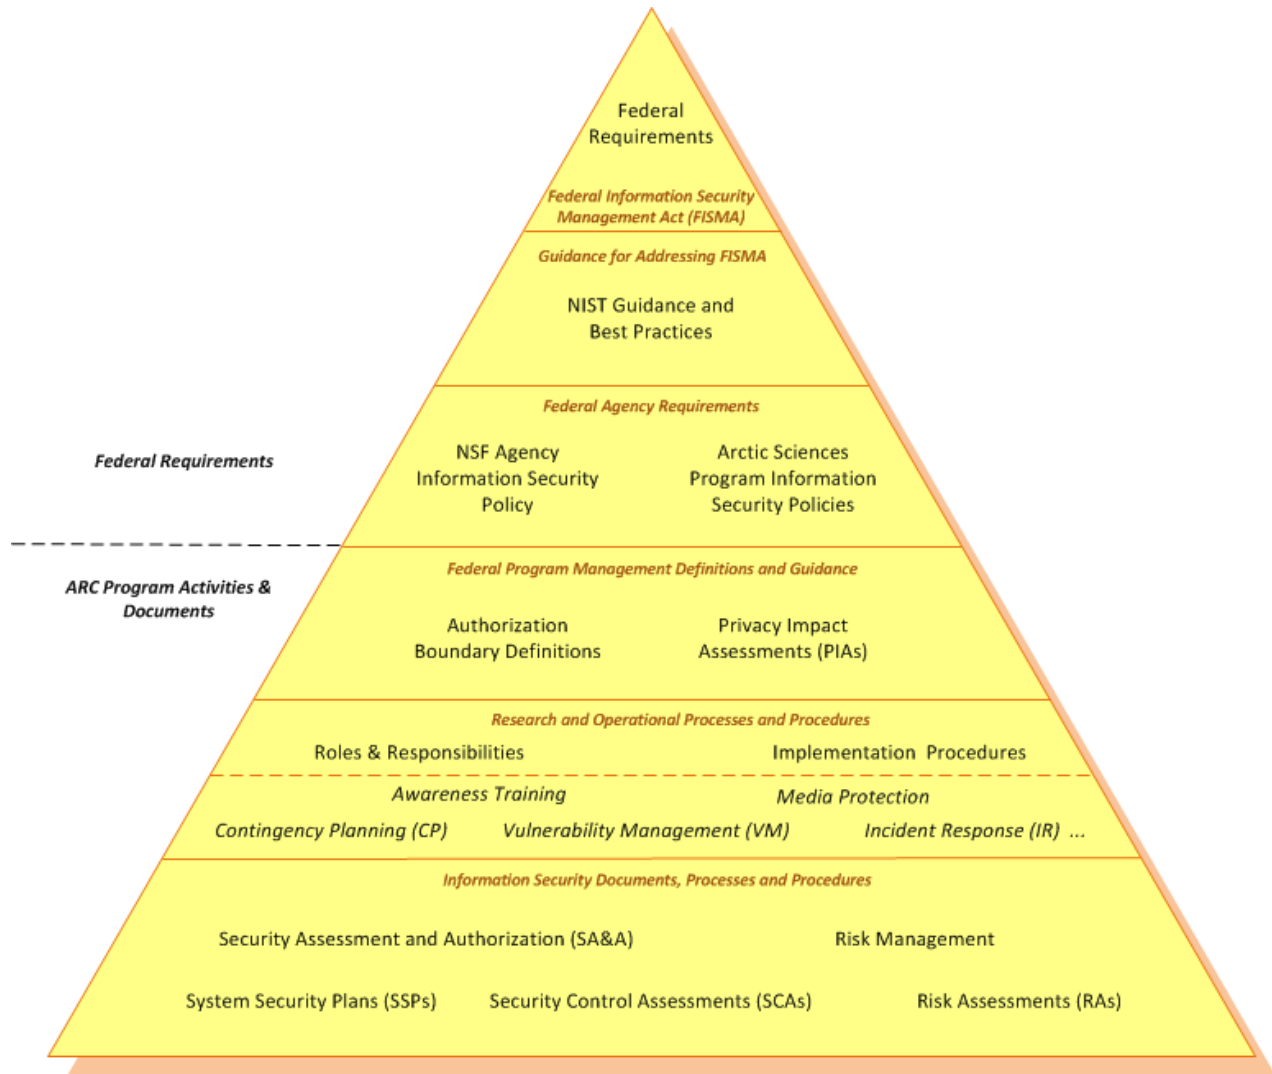 Federal
Requirements
Federal Information Security
Management Act (FISMA)
Guidance for Addressing FISMA
NIST Guidance and
Best Practices
Federal Agency Requirements
NSF Agency
Information Security
Policy
Arctic Sciences
Program Information
Security Policies
Federal Requirements
ARC Program Activities &
Documents
Federal Program Management Definitions and Guidance
Authorization
Boundary Definitions
Privacy Impact
Assessments (PIAs)
Research and Operational Processes and Procedures
Roles & Responsibilities
Implementation Procedures
Awareness Training
Media Protection
Contingency Planning (CP)
Vulnerability Management (VM)
Incident Response (IR) ...
Information Security Documents, Processes and Procedures
Security Assessment and Authorization (SA&A)
Risk Management
System Security Plans (SSPs)
Security Control Assessments (SCAs)
Risk Assessments (RAs)